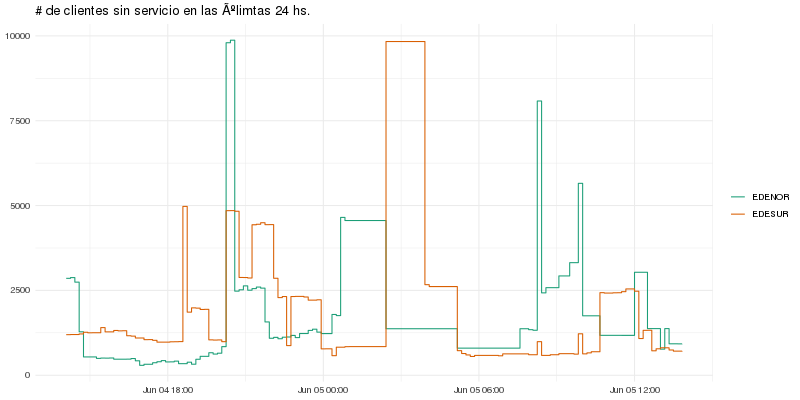 # de clientes sin servicio en las Ãºlimtas 24 hs.
10000
7500
5000
2500
0
Jun 04 18:00
Jun 05 00:00
Jun 05 06:00
Jun 05 12:00
EDENOR
EDESUR